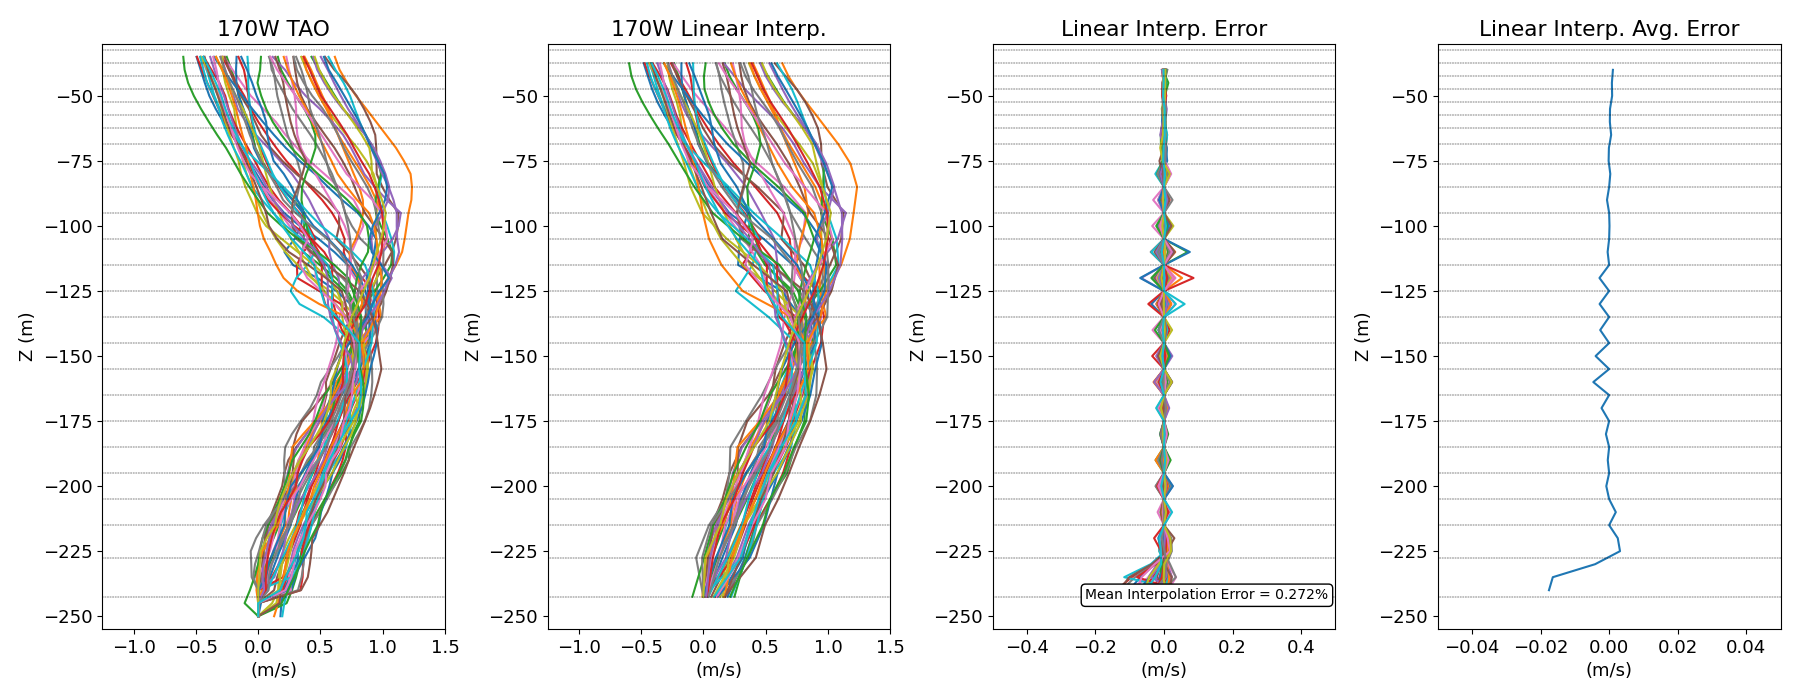 170W TAO
170W Linear Interp.
Linear Interp. Error
Linear Interp. Avg. Error
Z (m)
−50
−75
−100
−125
−150
−175
−200
−225
−250
−1.0 −0.5 0.0 0.5 1.0 1.5
(m/s)
Z (m)
−50
−75
−100
−125
−150
−175
−200
−225
−250
−1.0 −0.5 0.0 0.5 1.0 1.5
(m/s)
Z (m)
−50
−75
−100
−125
−150
−175
−200
−225
−250
Mean Interpolation Error = 0.272%
−0.4 −0.2 0.0 0.2 0.4
(m/s)
Z (m)
−50
−75
−100
−125
−150
−175
−200
−225
−250
−0.04 −0.02 0.00 0.02 0.04
(m/s)